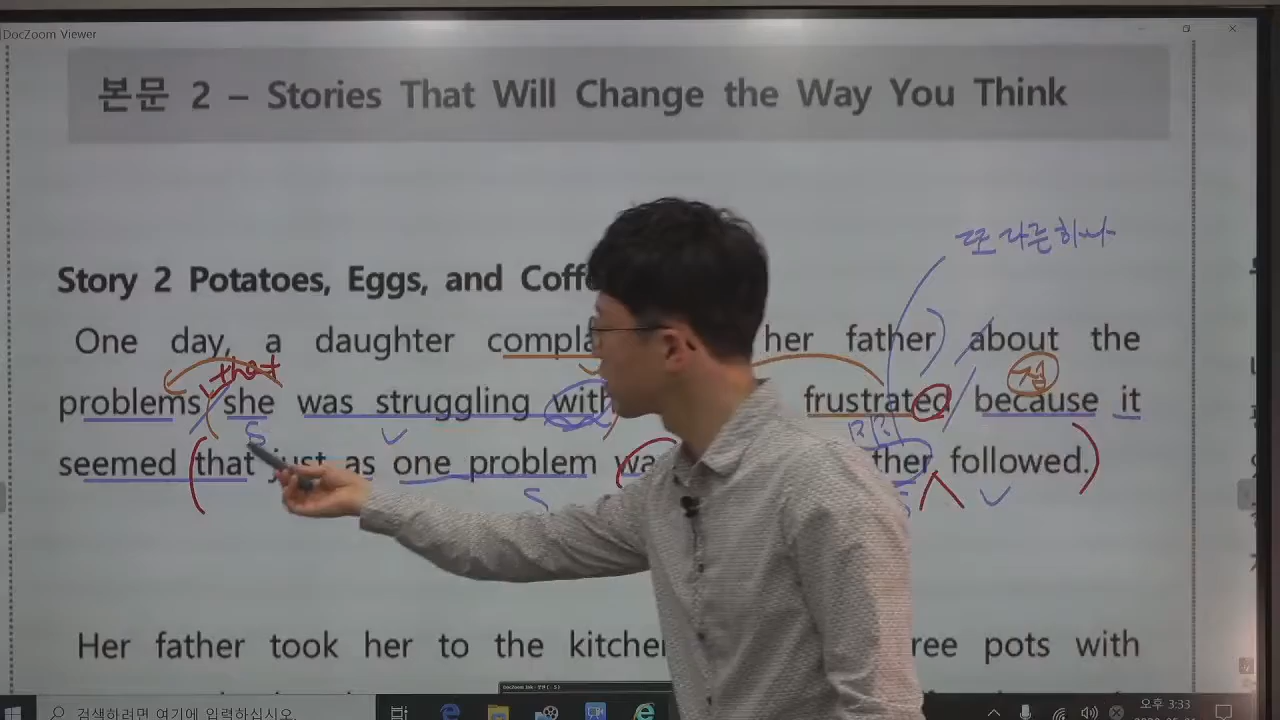 DocZoom Viewer
본문 2 – Stories That Will Change the Way You Think
또 다른 하나
Story 2 Potatoes, Eggs, and Coff
One day, a daughter compla her father about the
that
접
problems she was struggling with frustrated because it
S
seemed that just as one problem wa ther followed.
S
Her father took her to the kitchen ree pots with
검색하려면 여기에 입력하십시오.
오후 3:33